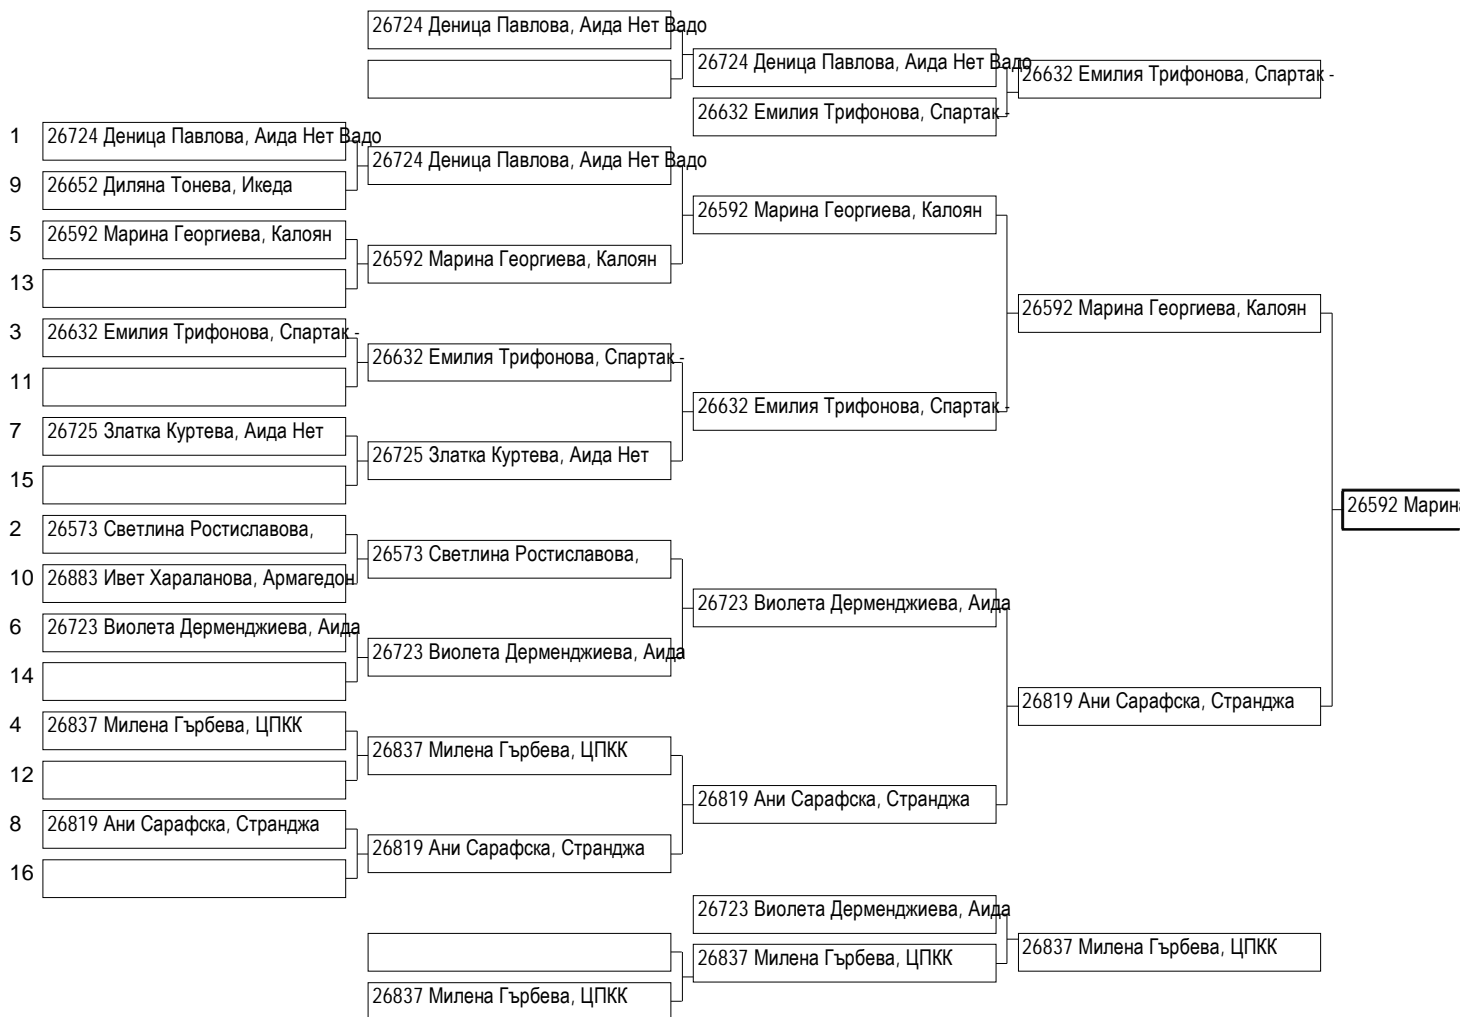 26724 Деница Павлова, Аида Нет Вадо
26724 Деница Павлова, Аида Нет Вадо
26632 Емилия Трифонова, Спартак -
26632 Емилия Трифонова, Спартак -
1 26724 Деница Павлова, Аида Нет Вадо
26724 Деница Павлова, Аида Нет Вадо
9 26652 Диляна Тонева, Икеда
26592 Марина Георгиева, Калоян
5 26592 Марина Георгиева, Калоян
26592 Марина Георгиева, Калоян
13
26592 Марина Георгиева, Калоян
3 26632 Емилия Трифонова, Спартак -
26632 Емилия Трифонова, Спартак -
11
26632 Емилия Трифонова, Спартак -
7 26725 Златка Куртева, Аида Нет
26725 Златка Куртева, Аида Нет
15
26592 Марина
2 26573 Светлина Ростиславова,
26573 Светлина Ростиславова,
10 26883 Ивет Хараланова, Армагедон
26723 Виолета Дерменджиева, Аида
6 26723 Виолета Дерменджиева, Аида
26723 Виолета Дерменджиева, Аида
14
26819 Ани Сарафска, Странджа
4 26837 Милена Гърбева, ЦПКК
26837 Милена Гърбева, ЦПКК
12
26819 Ани Сарафска, Странджа
8 26819 Ани Сарафска, Странджа
26819 Ани Сарафска, Странджа
16
26723 Виолета Дерменджиева, Аида
26837 Милена Гърбева, ЦПКК
26837 Милена Гърбева, ЦПКК
26837 Милена Гърбева, ЦПКК